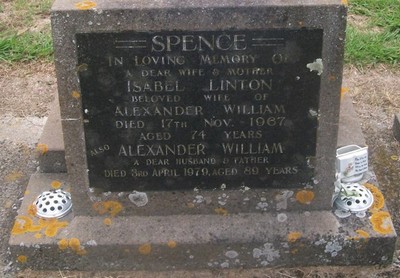 SPENCE
IN LOVING MEMORY OF
A DEAR WIFE & MOTHER
ISABEL LINTON
BELOVED WIFE OF
ALEXANDER WILLIAM
DIED 17TH NOV. 1967
AGED 74 YEARS
ALSO ALEXANDER WILLIAM
A DEAR HUSBAND & FATHER
DIED 3RD APRIL 1979, AGED 89 YEARS